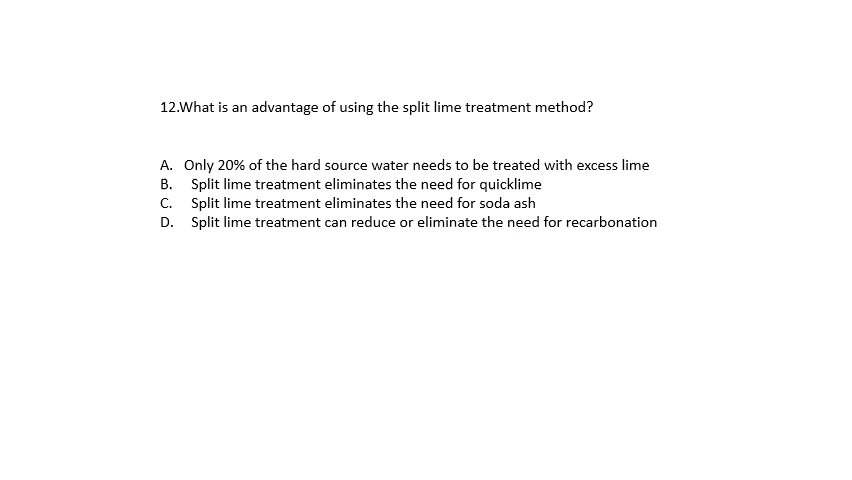 12.What is an advantage of using the split lime treatment method?
A. Only 20% of the hard source water needs to be treated with excess lime
B. Split lime treatment eliminates the need for quicklime
C. Split lime treatment eliminates the need for soda ash
D. Split lime treatment can reduce or eliminate the need for recarbonation